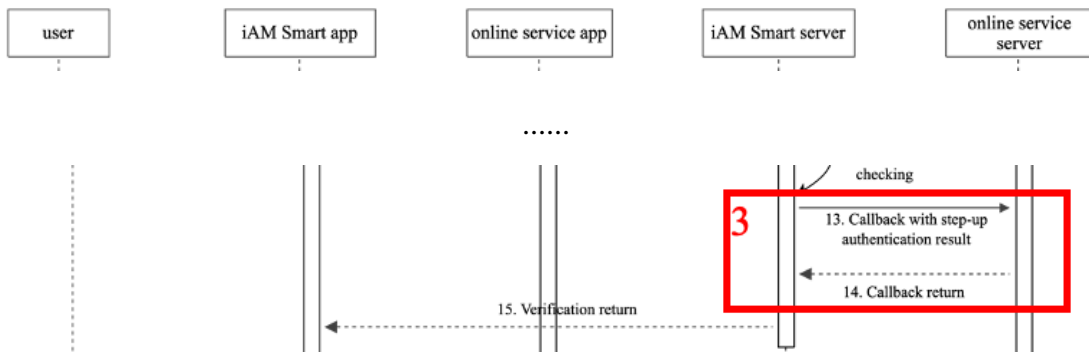 user
iAM Smart app
online service app
iAM Smart server
online service
server
......
checking
3
13. Callback with step-up
authentication result
14. Callback return
15. Verification return